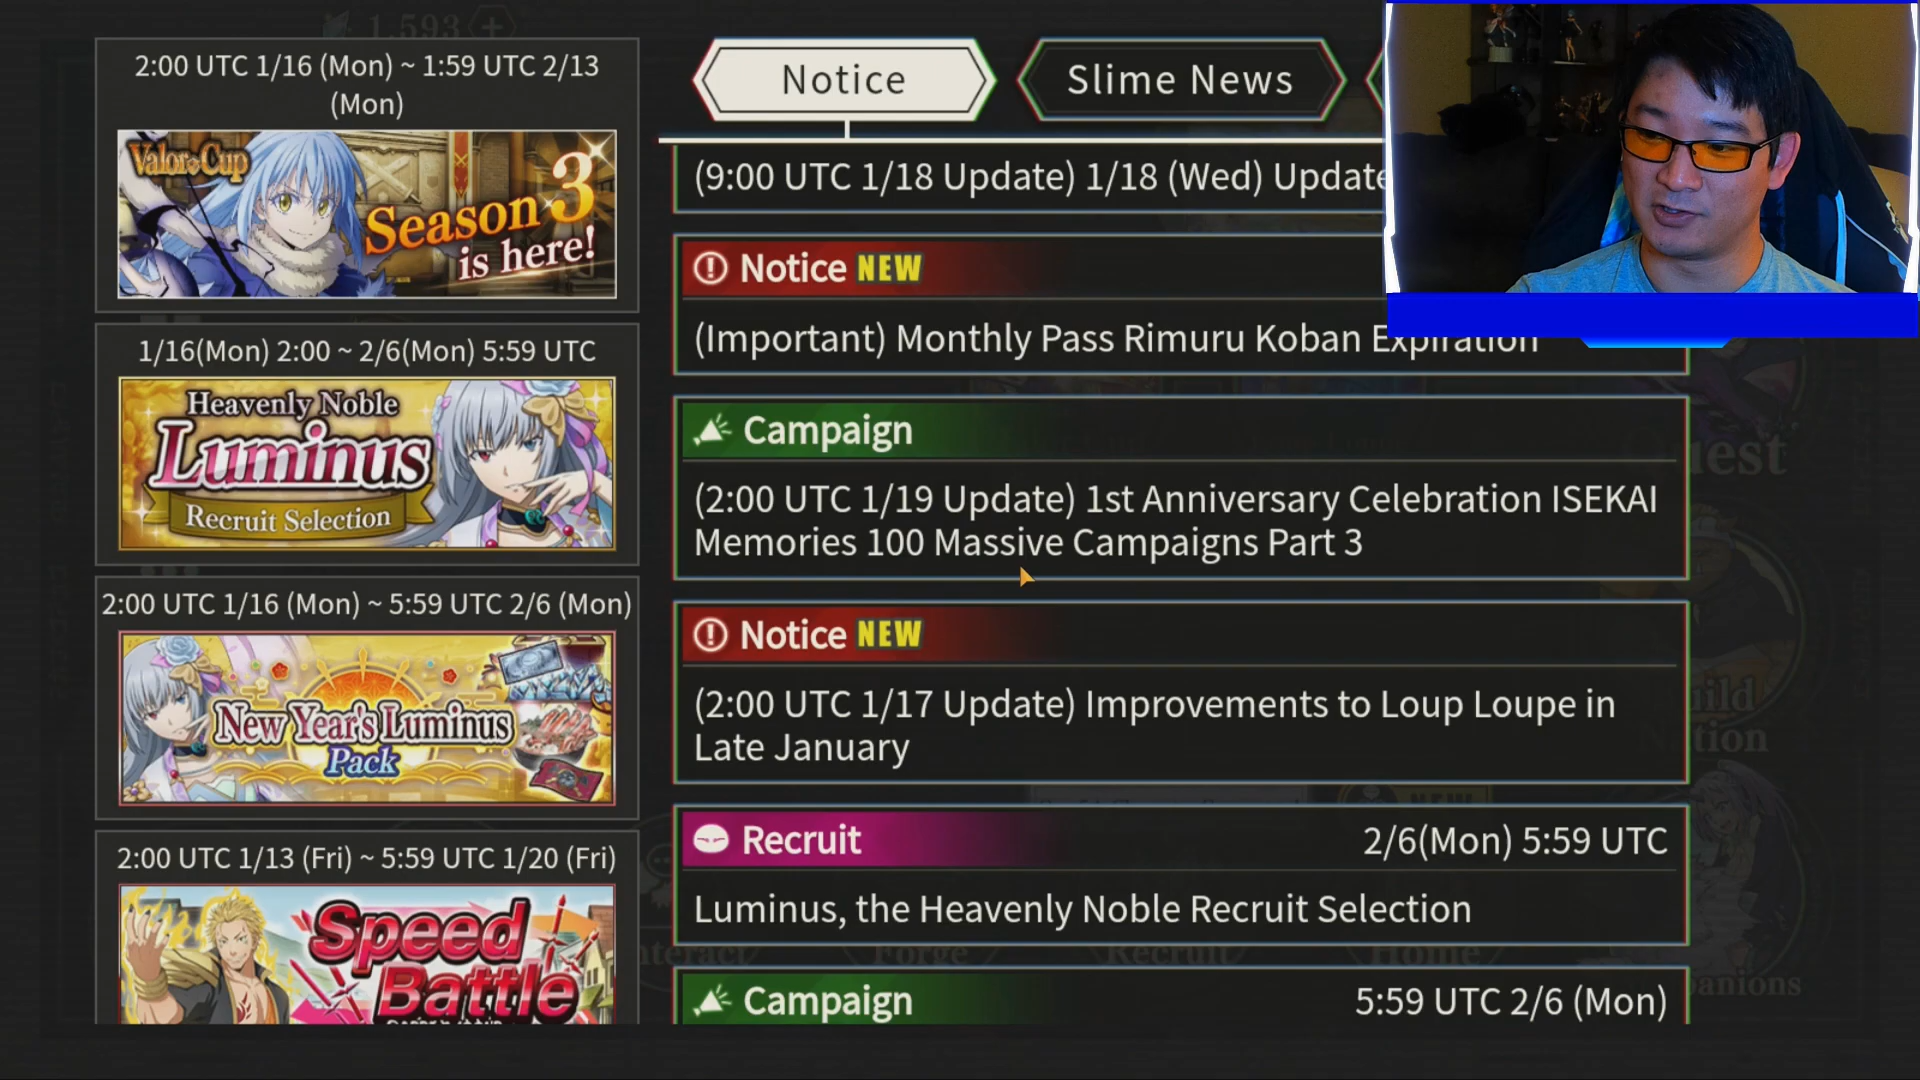 1,593
2:00 UTC 1/16 (Mon) ~ 1:59 UTC 2/13
(Mon)
Valor Cup
Season 3
is here!
1/16(Mon) 2:00 ~ 2/6(Mon) 5:59 UTC
Heavenly Noble
Luminus
Recruit Selection
2:00 UTC 1/16 (Mon) ~ 5:59 UTC 2/6 (Mon)
New Year's Luminus
Pack
2:00 UTC 1/13 (Fri) ~ 5:59 UTC 1/20 (Fri)
Speed
Battle
Notice
Slime News
(9:00 UTC 1/18 Update) 1/18 (Wed) Update
Notice NEW
(Important) Monthly Pass Rimuru Koban Expiration
Campaign
(2:00 UTC 1/19 Update) 1st Anniversary Celebration ISEKAI
Memories 100 Massive Campaigns Part 3
Notice NEW
(2:00 UTC 1/17 Update) Improvements to Loup Loupe in
Late January
Recruit 2/6(Mon) 5:59 UTC
Luminus, the Heavenly Noble Recruit Selection
Campaign 5:59 UTC 2/6 (Mon)
Forge
Recruit
Home